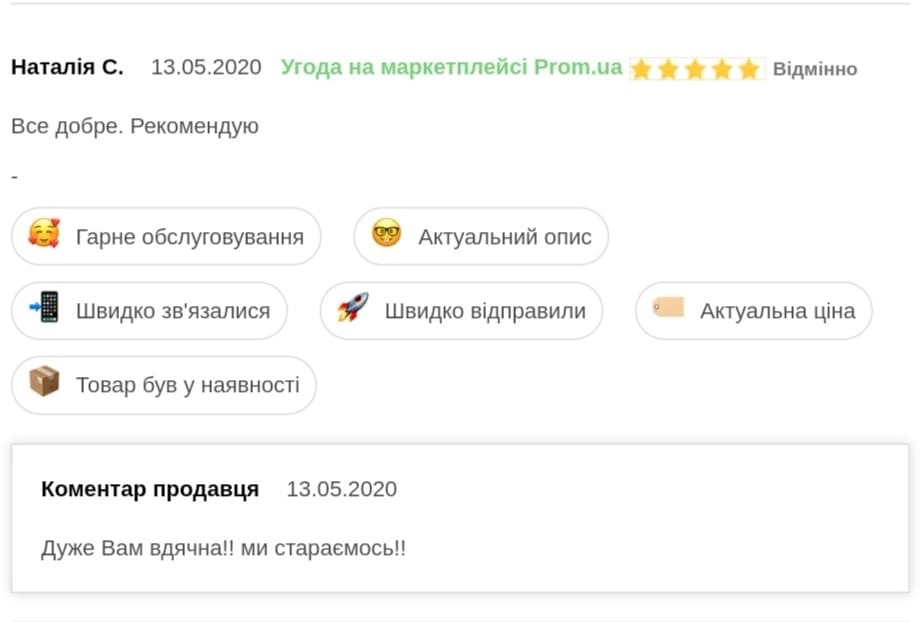 Наталія С. 13.05.2020 Угода на маркетплейсі Prom.ua Відмінно
Все добре. Рекомендую
-
Гарне обслуговування Актуальний опис
Швидко зв'язалися Швидко відправили Актуальна ціна
Товар був у наявності
Коментар продавця 13.05.2020
Дуже Вам вдячна!! ми стараємось!!